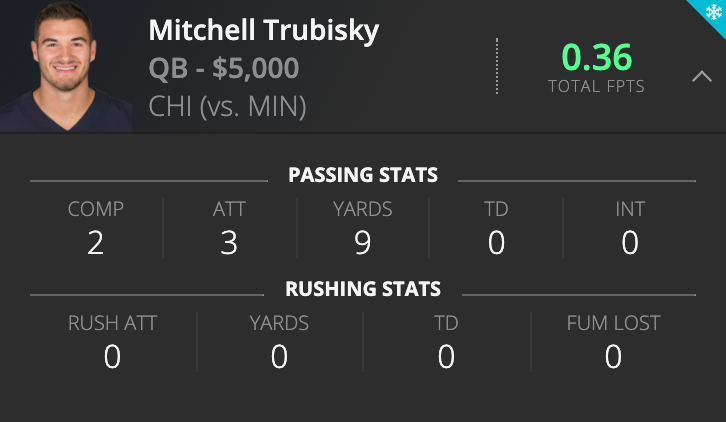 Mitchell Trubisky
QB - $5,000
CHI (vs. MIN)
0.36
TOTAL FPTS
PASSING STATS
COMP ATT YARDS TD INT
2 3 9 0 0
RUSHING STATS
RUSH ATT YARDS TD FUM LOST
0 0 0 0